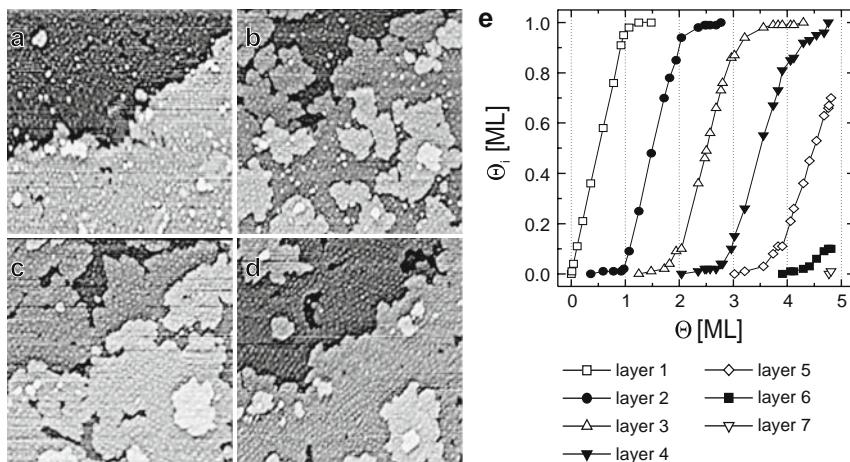 a
b
c
d
e
Θi [ML]
1.0
0.8
0.6
0.4
0.2
0.0
0
1
2
3
4
5
Θ [ML]
layer 1
layer 2
layer 3
layer 4
layer 5
layer 6
layer 7